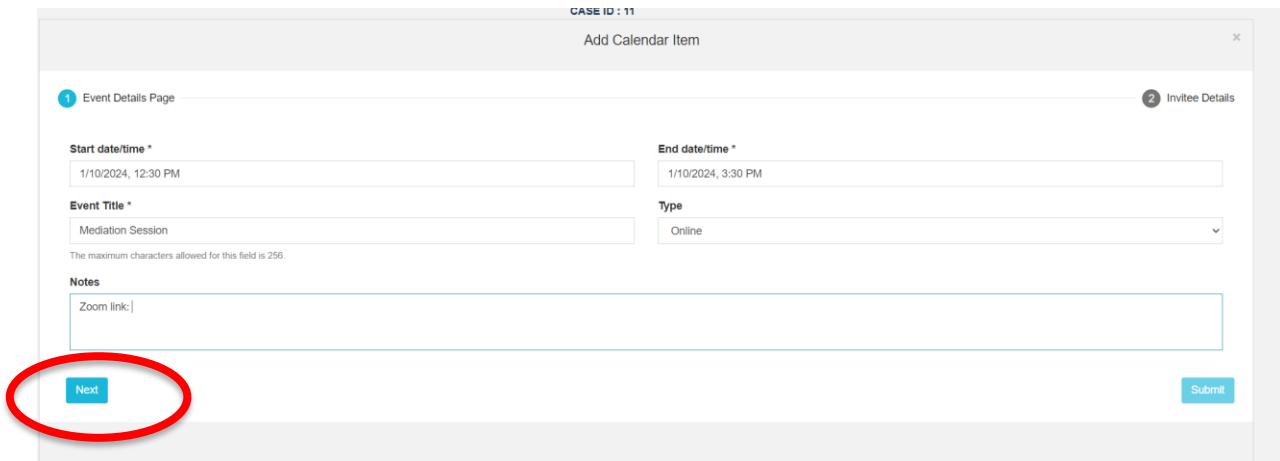 CASE ID : 11
Add Calendar Item ×
1 Event Details Page 2 Invitee Details
Start date/time * End date/time *
1/10/2024, 12:30 PM 1/10/2024, 3:30 PM
Event Title * Type
Mediation Session Online
The maximum characters allowed for this field is 256.
Notes
Zoom link:
Next Submit